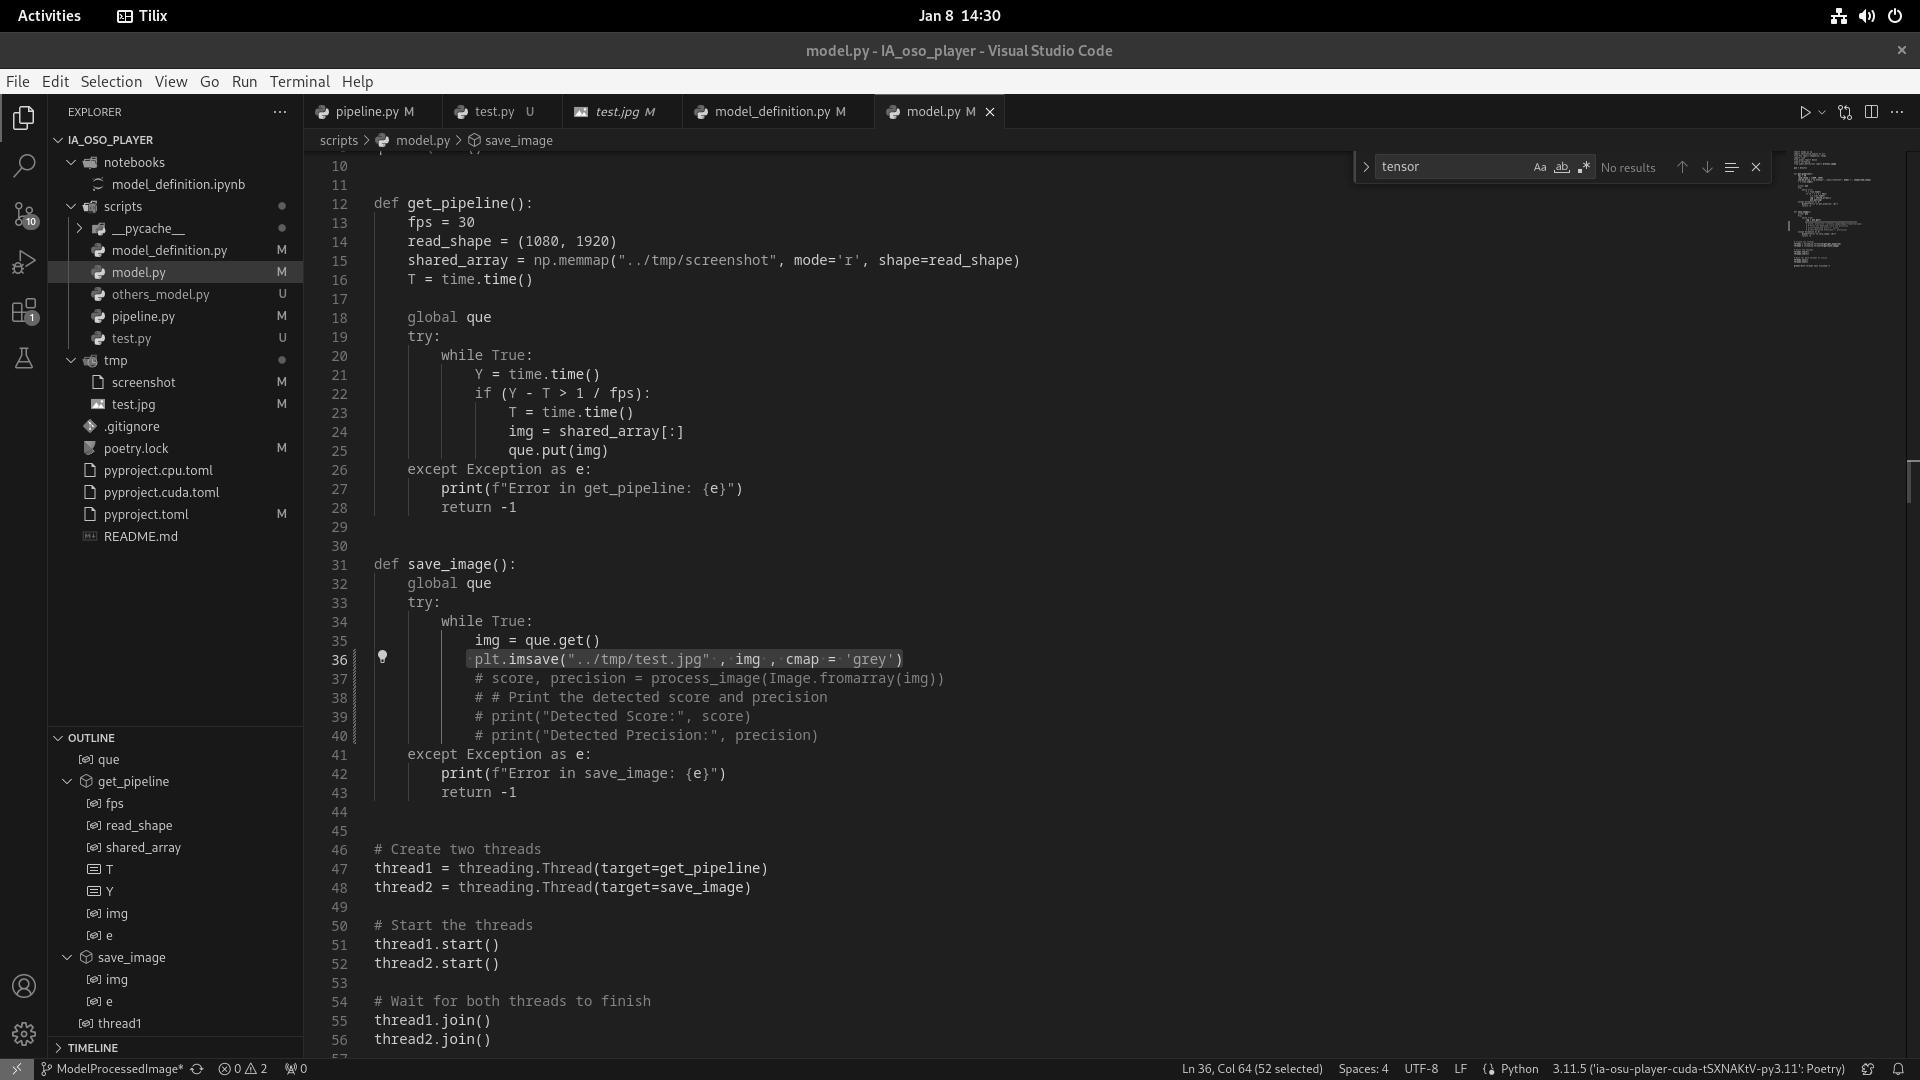 Activities Tilix Jan 8 14:30
model.py - IA_oso_player - Visual Studio Code
File Edit Selection View Go Run Terminal Help
EXPLORER
IA_OSO_PLAYER
notebooks
model_definition.ipynb
scripts
__pycache__
model_definition.py M
model.py M
others_model.py U
pipeline.py M
test.py U
tmp
screenshot M
test.jpg M
.gitignore
poetry.lock M
pyproject.cpu.toml
pyproject.cuda.toml
pyproject.toml M
README.md
10
1
OUTLINE
que
get_pipeline
fps
read_shape
shared_array
T
Y
img
e
save_image
img
e
thread1
TIMELINE
pipeline.py M test.py U test.jpg M model_definition.py M model.py M
scripts > model.py > save_image
tensor Aa ab .* No results
10
11
12 def get_pipeline():
13 fps = 30
14 read_shape = (1080, 1920)
15 shared_array = np.memmap("../tmp/screenshot", mode='r', shape=read_shape)
16 T = time.time()
17
18 global que
19 try:
20 while True:
21 Y = time.time()
22 if (Y - T > 1 / fps):
23 T = time.time()
24 img = shared_array[:]
25 que.put(img)
26 except Exception as e:
27 print(f"Error in get_pipeline: {e}")
28 return -1
29
30
31 def save_image():
32 global que
33 try:
34 while True:
35 img = que.get()
36 plt.imsave("../tmp/test.jpg" , img , cmap = 'grey')
37 # score, precision = process_image(Image.fromarray(img))
38 # # Print the detected score and precision
39 # print("Detected Score:", score)
40 # print("Detected Precision:", precision)
41 except Exception as e:
42 print(f"Error in save_image: {e}")
43 return -1
44
45
46 # Create two threads
47 thread1 = threading.Thread(target=get_pipeline)
48 thread2 = threading.Thread(target=save_image)
49
50 # Start the threads
51 thread1.start()
52 thread2.start()
53
54 # Wait for both threads to finish
55 thread1.join()
56 thread2.join()
ModelProcessedImage* 0 2 0 Ln 36, Col 64 (52 selected) Spaces: 4 UTF-8 LF Python 3.11.5 ('ia-osu-player-cuda-tSXNAKtV-py3.11': Poetry)